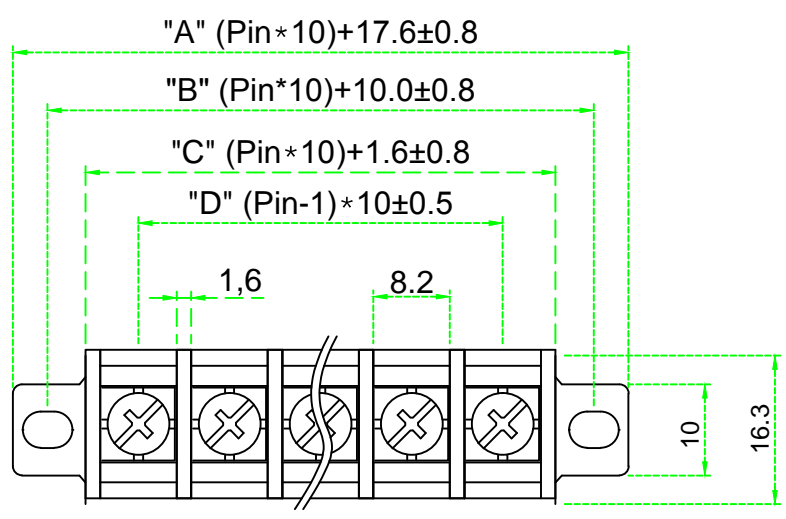 "A" (Pin*10)+17.6±0.8
"B" (Pin*10)+10.0±0.8
"C" (Pin*10)+1.6±0.8
"D" (Pin-1)*10±0.5
1,6
8.2
10
16.3